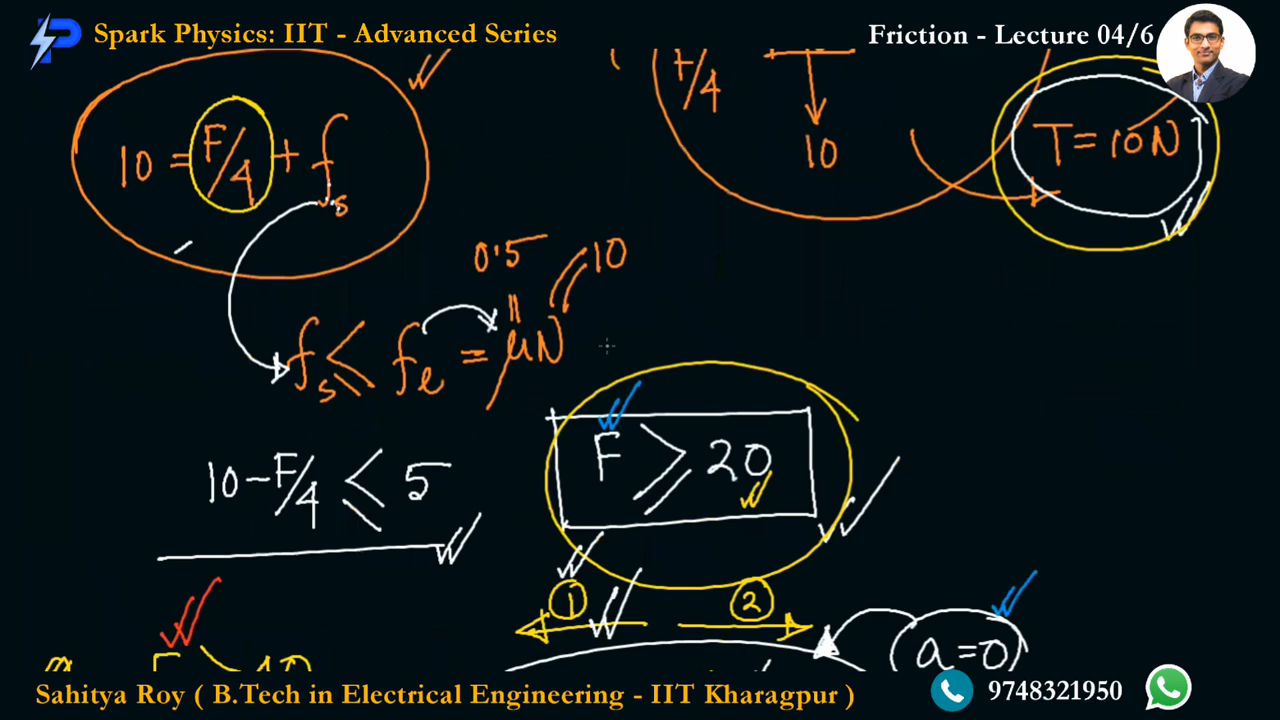 Spark Physics: IIT - Advanced Series
Friction - Lecture 04/6
F/4
10
T = 10N
10 = F/4 + fs
0.5
10
fs ≤ fl = μN
10 - F/4 ≤ 5
F ≥ 20
1
2
a = 0
Sahitya Roy ( B.Tech in Electrical Engineering - IIT Kharagpur )
9748321950